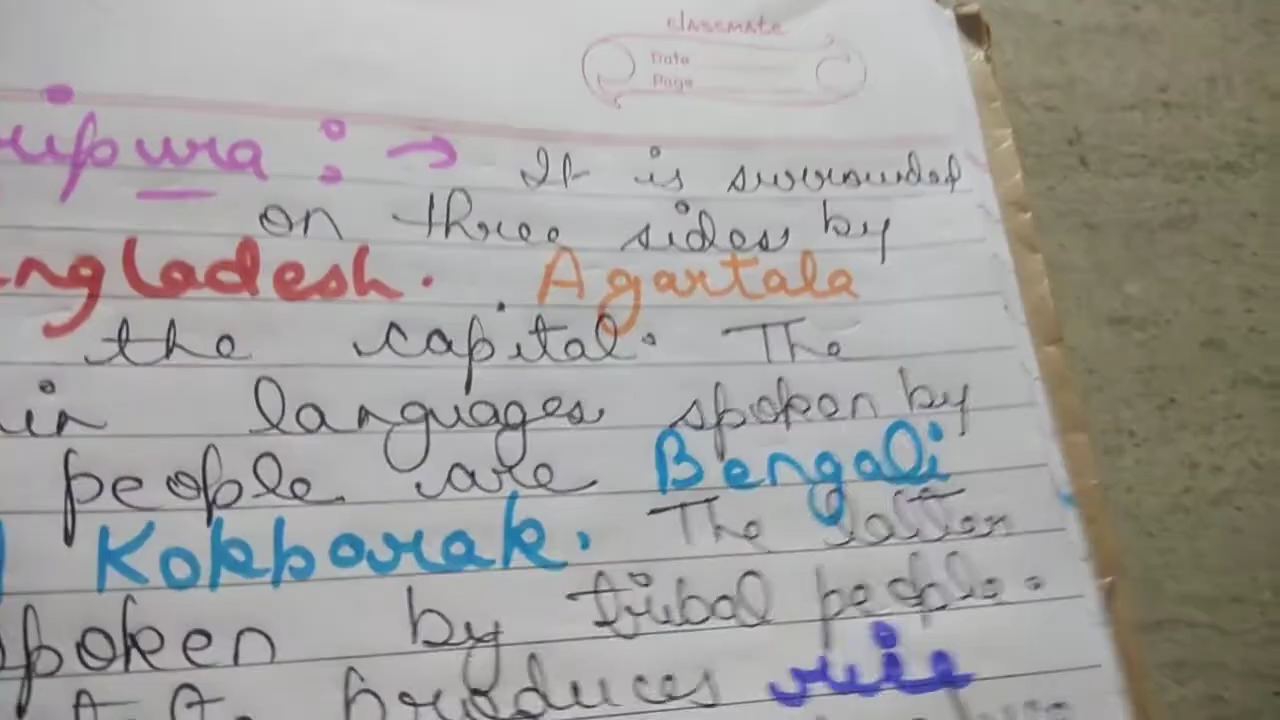 classmate
Date
Page
ripura : → It is surrounded
on three sides by
ngladesh. Agartala
the capital. The
in languages spoken by
people are Bengali
Kokborak. The latter
spoken by tribal people.
produces